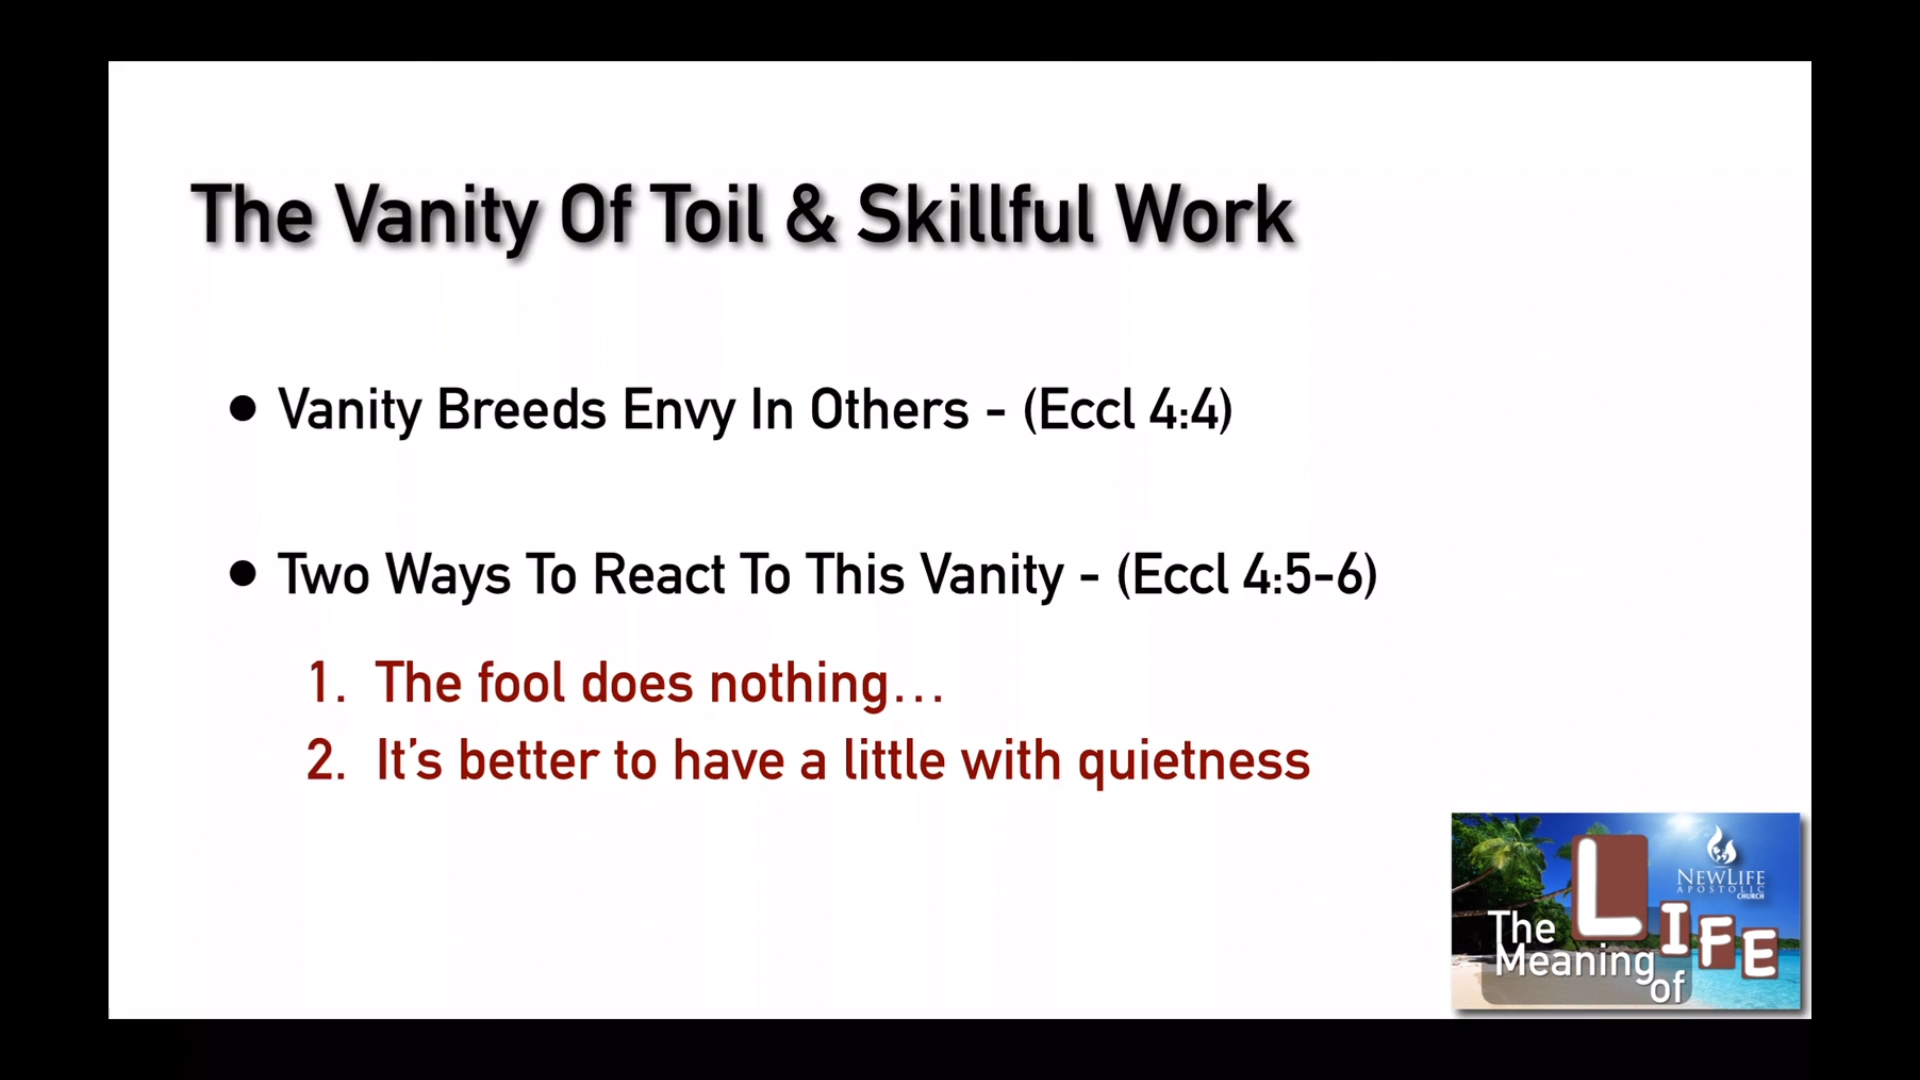 The Vanity Of Toil & Skillful Work
• Vanity Breeds Envy In Others - (Eccl 4:4)
• Two Ways To React To This Vanity - (Eccl 4:5-6)
1. The fool does nothing…
2. It’s better to have a little with quietness
NEWLIFE
APOSTOLIC
CHURCH
The
Meaning
of
LIFE